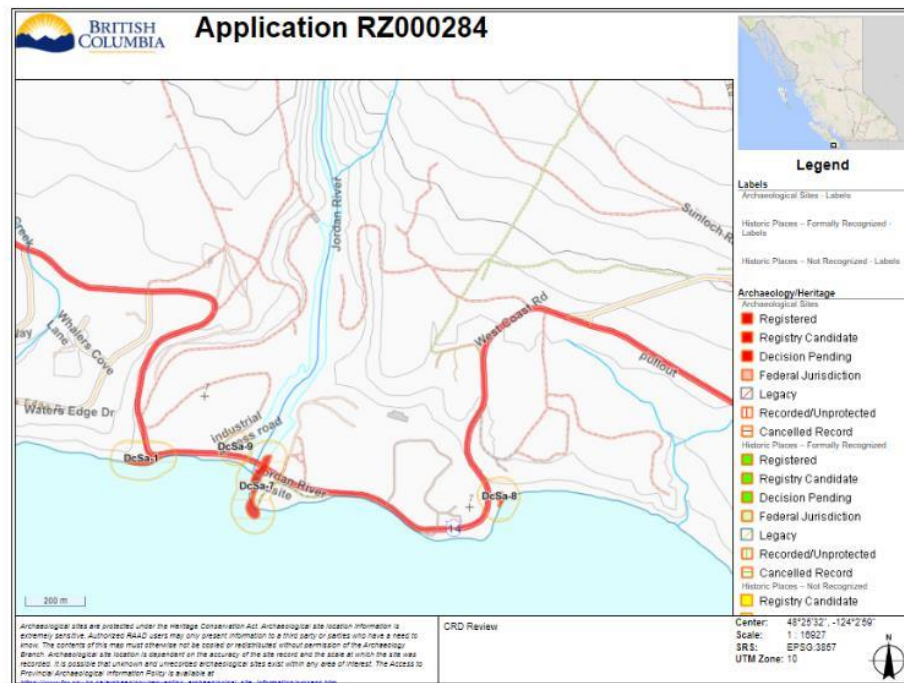 BRITISH
COLUMBIA
Application RZ000284
Jordan River
Sunloch
Creek
West Coast Rd
pullout
Whalers Cove
Lane
Waters Edge Dr
industrial
road
DcSa-1
DcSa-9
Jordan River
DcSa-7
DcSa-8
14
200 m
Legend
Labels
Archaeological Sites - Labels
Historic Places – Formally Recognized -
Labels
Historic Places – Not Recognized - Labels
Archaeology/Heritage
Archaeological Sites
Registered
Registry Candidate
Decision Pending
Federal Jurisdiction
Legacy
Recorded/Unprotected
Cancelled Record
Historic Places – Formally Recognized
Registered
Registry Candidate
Decision Pending
Federal Jurisdiction
Legacy
Recorded/Unprotected
Cancelled Record
Historic Places – Not Recognized
Registry Candidate
Archaeological sites are protected under the Heritage Conservation Act. Archaeological site location information is
extremely sensitive. Authorized RAAD users may only present information to a third party or parties who have a need to
know. The contents of this map must otherwise not be copied or redistributed without permission of the Archaeology
Branch. Archaeological site location is dependent on the accuracy of the site record and the scale at which the site was
recorded. It is possible that unknown and unrecorded archaeological sites exist within any area of interest. The Access to
Provincial Archaeological Information Policy is available at
CRD Review
Center:
Scale: 1 : 16927
SRS: EPSG:3857
UTM Zone: 10
N